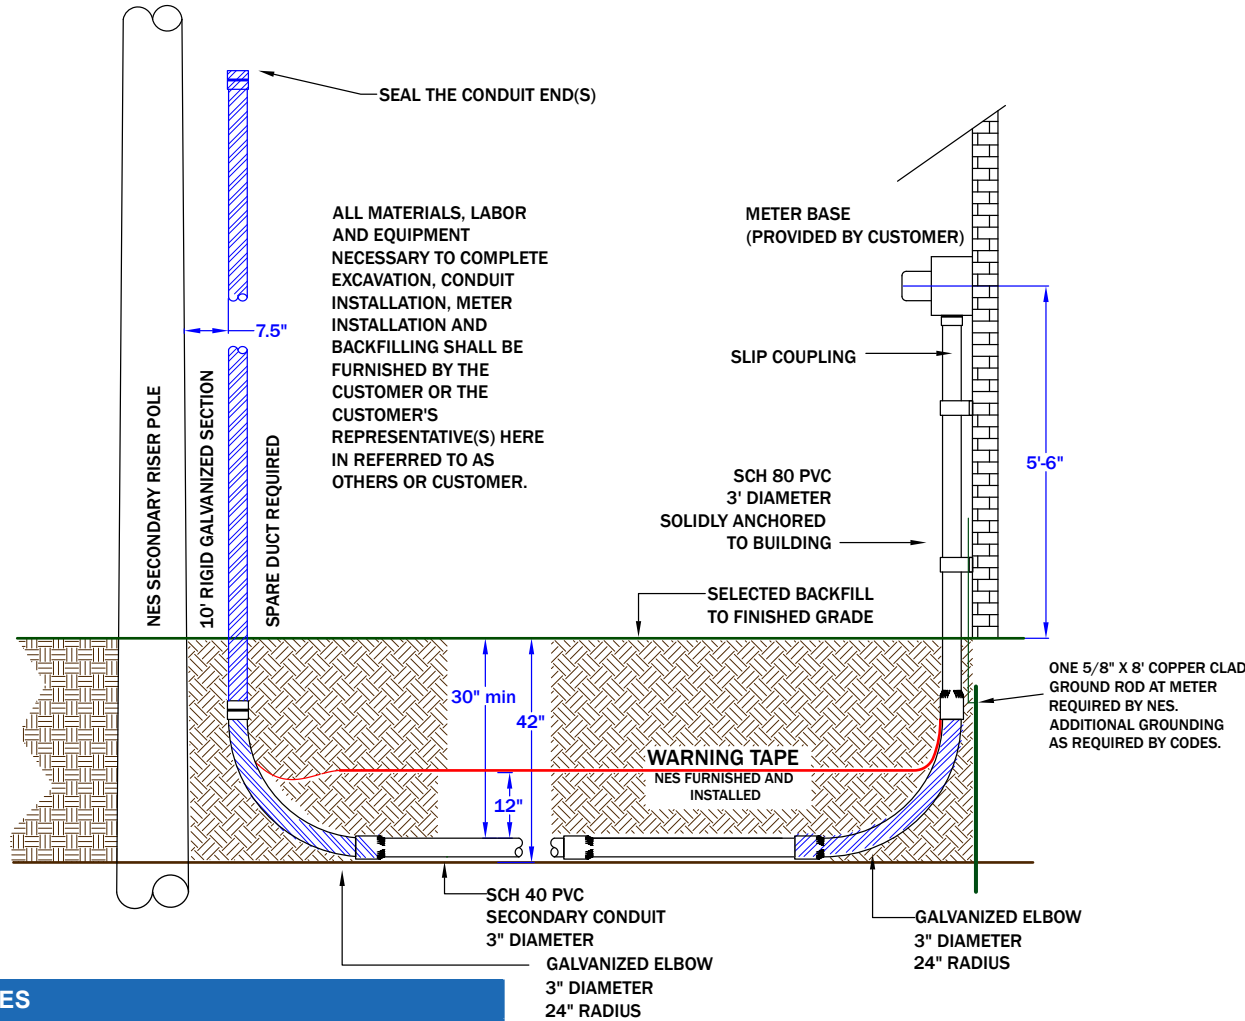 SEAL THE CONDUIT END(S)
ALL MATERIALS, LABOR
AND EQUIPMENT
NECESSARY TO COMPLETE
EXCAVATION, CONDUIT
INSTALLATION, METER
INSTALLATION AND
BACKFILLING SHALL BE
FURNISHED BY THE
CUSTOMER OR THE
CUSTOMER'S
REPRESENTATIVE(S) HERE
IN REFERRED TO AS
OTHERS OR CUSTOMER.
METER BASE
(PROVIDED BY CUSTOMER)
7.5"
SLIP COUPLING
NES SECONDARY RISER POLE
10' RIGID GALVANIZED SECTION
SPARE DUCT REQUIRED
5'-6"
SCH 80 PVC
3' DIAMETER
SOLIDLY ANCHORED
TO BUILDING
SELECTED BACKFILL
TO FINISHED GRADE
ONE 5/8" X 8' COPPER CLAD
GROUND ROD AT METER
REQUIRED BY NES.
ADDITIONAL GROUNDING
AS REQUIRED BY CODES.
30" min
42"
WARNING TAPE
NES FURNISHED AND
INSTALLED
12"
SCH 40 PVC
SECONDARY CONDUIT
3" DIAMETER
GALVANIZED ELBOW
3" DIAMETER
24" RADIUS
GALVANIZED ELBOW
3" DIAMETER
24" RADIUS
ES